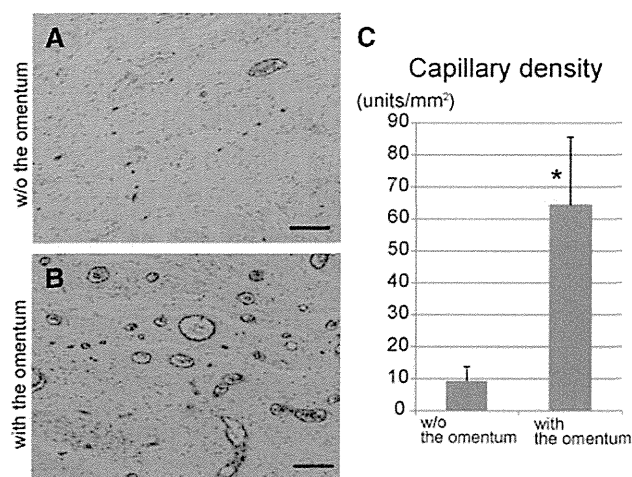 A
w/o the omentum
B
with the omentum
C
Capillary density
(units/mm²)
90
80
70
60
50
40
30
20
10
0
*
w/o
the omentum
with
the omentum